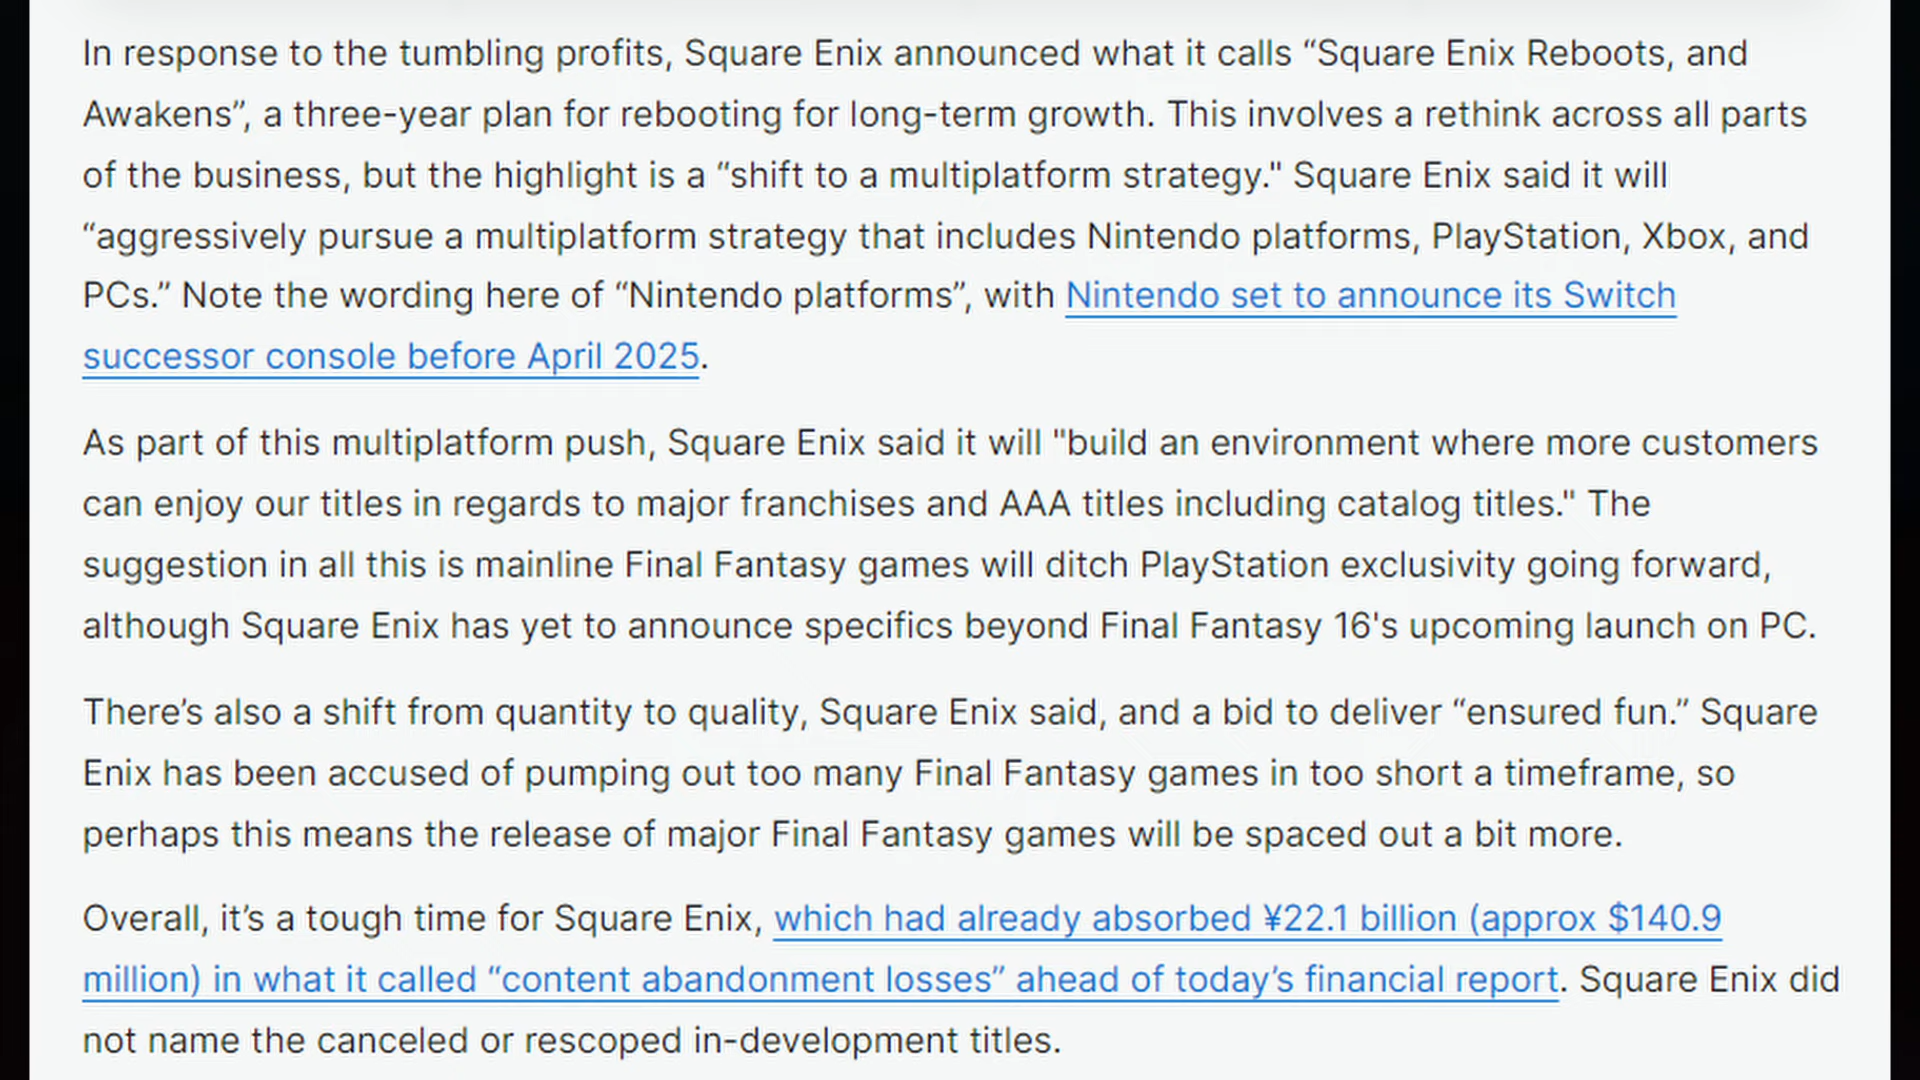 In response to the tumbling profits, Square Enix announced what it calls “Square Enix Reboots, and
Awakens”, a three-year plan for rebooting for long-term growth. This involves a rethink across all parts
of the business, but the highlight is a “shift to a multiplatform strategy." Square Enix said it will
“aggressively pursue a multiplatform strategy that includes Nintendo platforms, PlayStation, Xbox, and
PCs.” Note the wording here of “Nintendo platforms”, with Nintendo set to announce its Switch
successor console before April 2025.
As part of this multiplatform push, Square Enix said it will "build an environment where more customers
can enjoy our titles in regards to major franchises and AAA titles including catalog titles." The
suggestion in all this is mainline Final Fantasy games will ditch PlayStation exclusivity going forward,
although Square Enix has yet to announce specifics beyond Final Fantasy 16's upcoming launch on PC.
There’s also a shift from quantity to quality, Square Enix said, and a bid to deliver “ensured fun.” Square
Enix has been accused of pumping out too many Final Fantasy games in too short a timeframe, so
perhaps this means the release of major Final Fantasy games will be spaced out a bit more.
Overall, it’s a tough time for Square Enix, which had already absorbed ¥22.1 billion (approx $140.9
million) in what it called “content abandonment losses” ahead of today’s financial report. Square Enix did
not name the canceled or rescoped in-development titles.